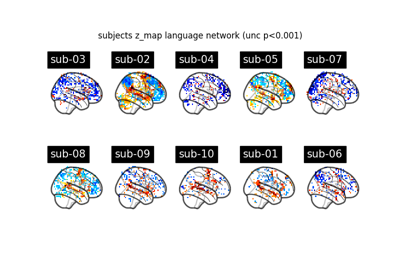 subjects z_map language network (unc p<0.001)
sub-03 sub-02 sub-04 sub-05 sub-07
sub-08 sub-09 sub-10 sub-01 sub-06